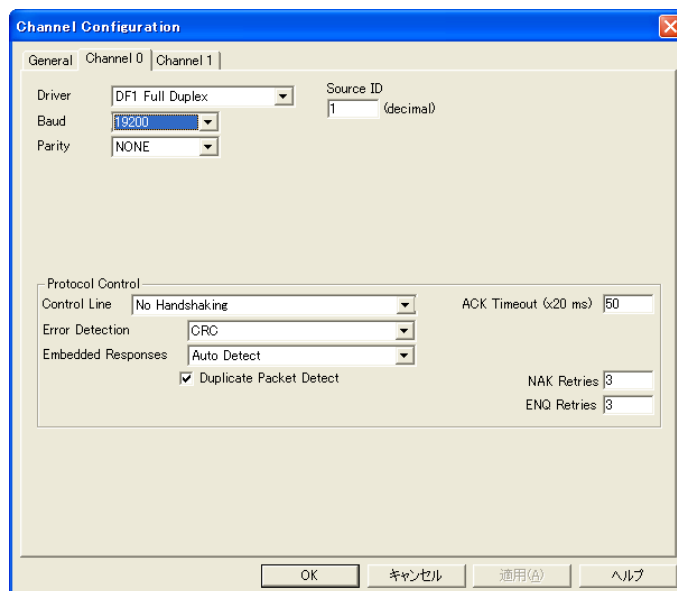 Channel Configuration
General Channel 0 Channel 1
Driver DF1 Full Duplex Source ID
1 (decimal)
Baud 19200
Parity NONE
Protocol Control
Control Line No Handshaking ACK Timeout (x20 ms) 50
Error Detection CRC
Embedded Responses Auto Detect
Duplicate Packet Detect NAK Retries 3
ENQ Retries 3
OK キャンセル 適用(A) ヘルプ